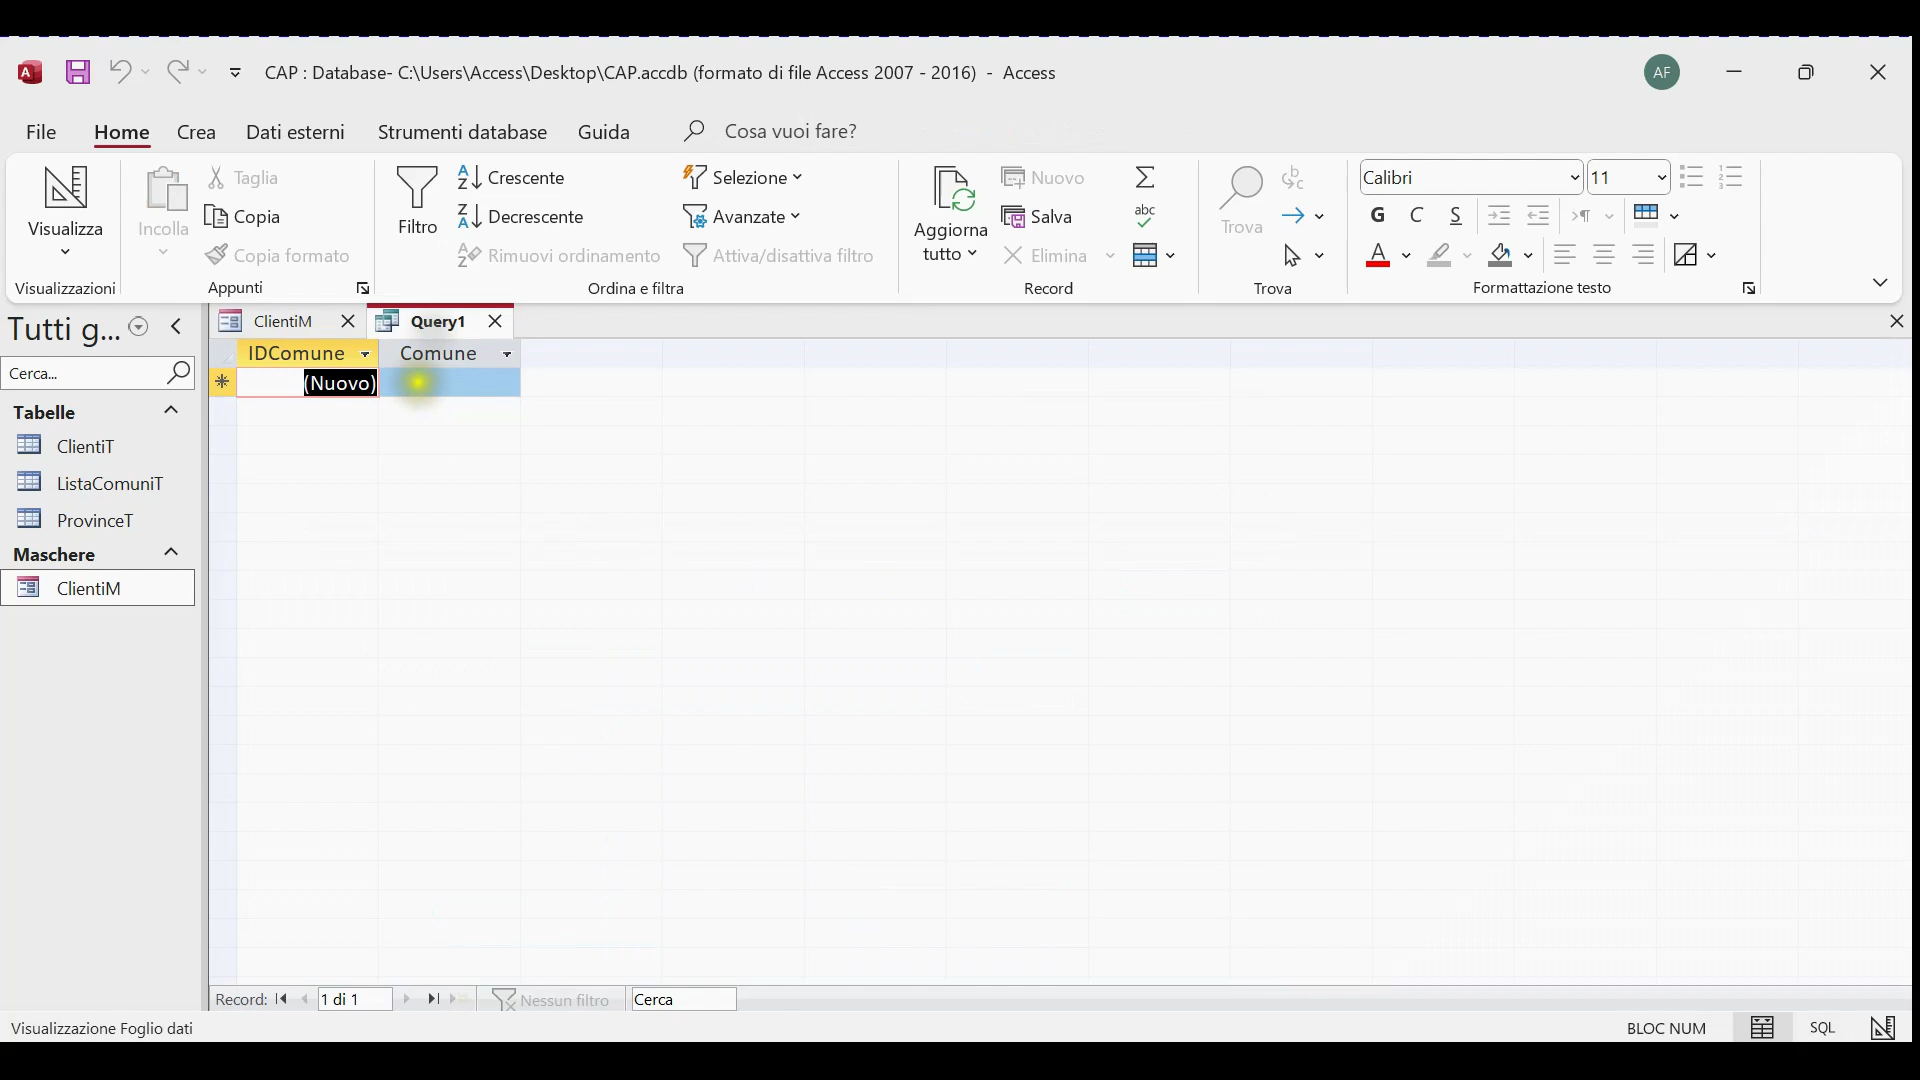 CAP : Database- C:\Users\Access\Desktop\CAP.accdb (formato di file Access 2007 - 2016) - Access
AF
File Home Crea Dati esterni Strumenti database Guida Cosa vuoi fare?
Visualizza
Visualizzazioni
Incolla
Taglia
Copia
Copia formato
Appunti
Filtro
Crescente
Decrescente
Rimuovi ordinamento
Selezione
Avanzate
Attiva/disattiva filtro
Ordina e filtra
Aggiorna
tutto
Nuovo
Salva
Elimina
Record
Trova
Trova
Calibri
11
G C S
Formattazione testo
Tutti g...
Cerca...
Tabelle
ClientiT
ListaComuniT
ProvinceT
Maschere
ClientiM
ClientiM
Query1
IDComune Comune
(Nuovo)
Record: 1 di 1 Nessun filtro Cerca
Visualizzazione Foglio dati
BLOC NUM
SQL